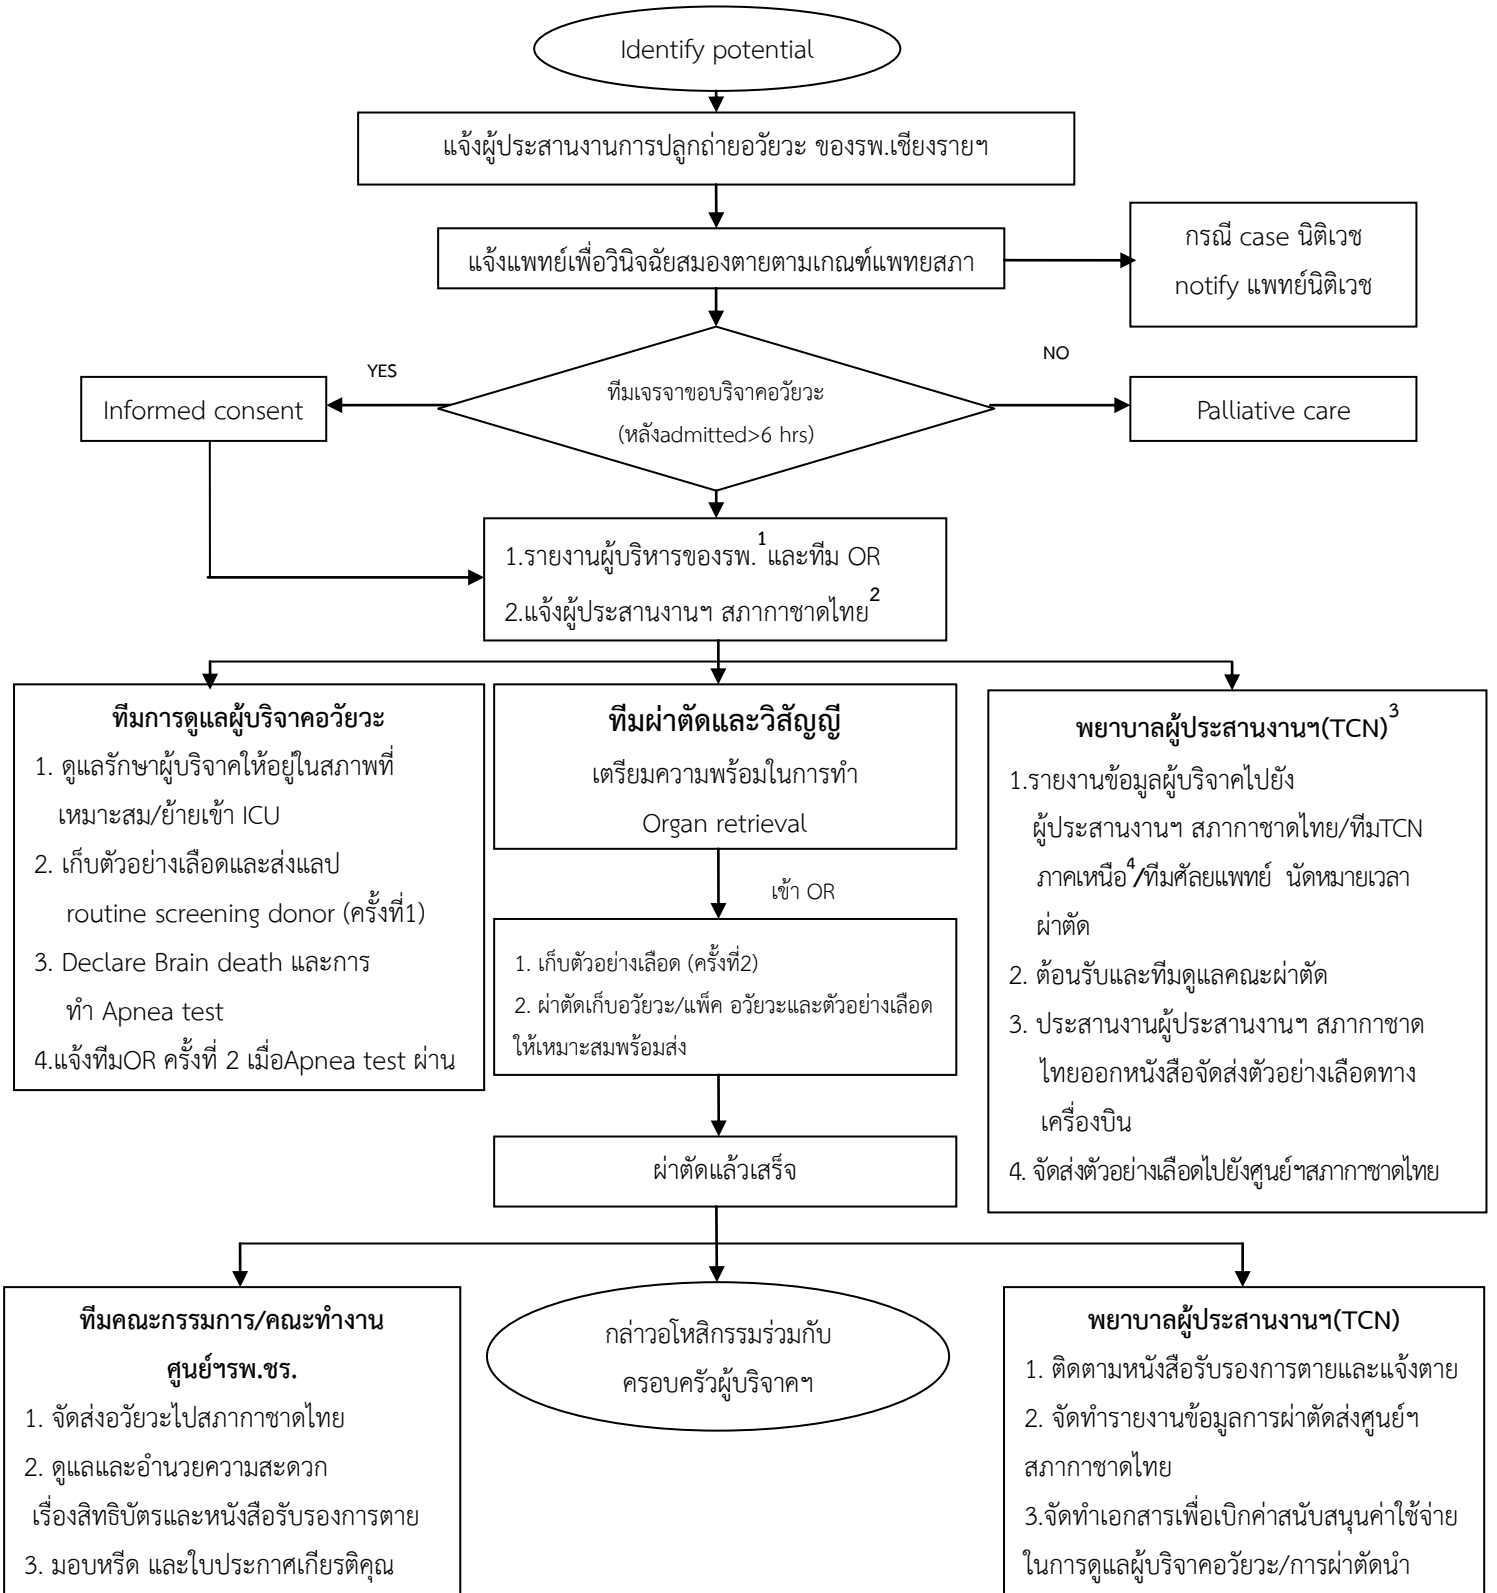 Identify potential
แจ้งผู้ประสานงานการปลูกถ่ายอวัยวะ ของรพ.เชียงรายฯ
แจ้งแพทย์เพื่อวินิจฉัยสมองตายตามเกณฑ์แพทยสภา
กรณี case นิติเวช
notify แพทย์นิติเวช
YES
NO
Informed consent
ทีมเจรจาขอบริจาคอวัยวะ
(หลังadmitted>6 hrs)
Palliative care
1.รายงานผู้บริหารของรพ.1และทีม OR
2.แจ้งผู้ประสานงานฯ สภากาชาดไทย2
ทีมการดูแลผู้บริจาคอวัยวะ
1. ดูแลรักษาผู้บริจาคให้อยู่ในสภาพที่
เหมาะสม/ย้ายเข้า ICU
2. เก็บตัวอย่างเลือดและส่งแลป
routine screening donor (ครั้งที่1)
3. Declare Brain death และการ
ทำ Apnea test
4.แจ้งทีมOR ครั้งที่ 2 เมื่อApnea test ผ่าน
ทีมผ่าตัดและวิสัญญี
เตรียมความพร้อมในการทำ
Organ retrieval
เข้า OR
1. เก็บตัวอย่างเลือด (ครั้งที่2)
2. ผ่าตัดเก็บอวัยวะ/แพ็ค อวัยวะและตัวอย่างเลือด
ให้เหมาะสมพร้อมส่ง
ผ่าตัดแล้วเสร็จ
พยาบาลผู้ประสานงานฯ(TCN)3
1.รายงานข้อมูลผู้บริจาคไปยัง
ผู้ประสานงานฯ สภากาชาดไทย/ทีมTCN
ภาคเหนือ4/ทีมศัลยแพทย์ นัดหมายเวลา
ผ่าตัด
2. ต้อนรับและทีมดูแลคณะผ่าตัด
3. ประสานงานผู้ประสานงานฯ สภากาชาด
ไทยออกหนังสือจัดส่งตัวอย่างเลือดทาง
เครื่องบิน
4. จัดส่งตัวอย่างเลือดไปยังศูนย์ฯสภากาชาดไทย
ทีมคณะกรรมการ/คณะทำงาน
ศูนย์ฯรพ.ชร.
1. จัดส่งอวัยวะไปสภากาชาดไทย
2. ดูแลและอำนวยความสะดวก
เรื่องสิทธิบัตรและหนังสือรับรองการตาย
3. มอบหรีด และใบประกาศเกียรติคุณ
กล่าวอโหสิกรรมร่วมกับ
ครอบครัวผู้บริจาคฯ
พยาบาลผู้ประสานงานฯ(TCN)
1. ติดตามหนังสือรับรองการตายและแจ้งตาย
2. จัดทำรายงานข้อมูลการผ่าตัดส่งศูนย์ฯ
สภากาชาดไทย
3.จัดทำเอกสารเพื่อเบิกค่าสนับสนุนค่าใช้จ่าย
ในการดูแลผู้บริจาคอวัยวะ/การผ่าตัดนำ